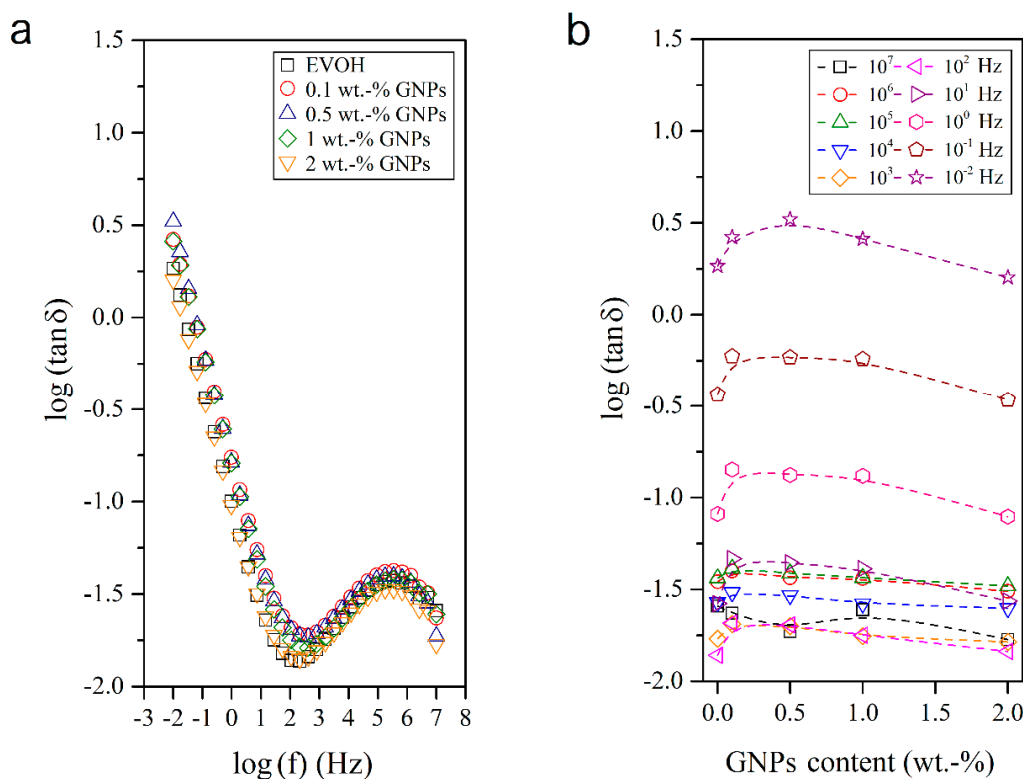 a
1.5
1.0
0.5
0.0
-0.5
-1.0
-1.5
-2.0
-3 -2 -1 0 1 2 3 4 5 6 7 8
log (tan δ)
log (f) (Hz)
EVOH
0.1 wt.-% GNPs
0.5 wt.-% GNPs
1 wt.-% GNPs
2 wt.-% GNPs
b
1.5
1.0
0.5
0.0
-0.5
-1.0
-1.5
-2.0
0.0 0.5 1.0 1.5 2.0
log (tan δ)
GNPs content (wt.-%)
10⁷ 10² Hz
10⁶ 10¹ Hz
10⁵ 10⁰ Hz
10⁴ 10⁻¹ Hz
10³ 10⁻² Hz